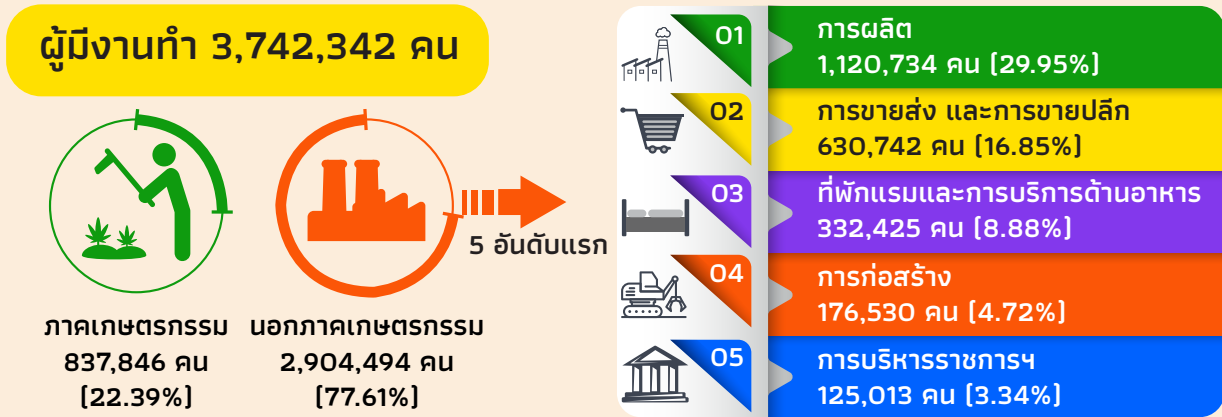 ผู้มีงานทำ 3,742,342 คน
ภาคเกษตรกรรม
837,846 คน
(22.39%)
นอกภาคเกษตรกรรม
2,904,494 คน
(77.61%)
5 อันดับแรก
01
การผลิต
1,120,734 คน (29.95%)
02
การขายส่ง และการขายปลีก
630,742 คน (16.85%)
03
ที่พักแรมและการบริการด้านอาหาร
332,425 คน (8.88%)
04
การก่อสร้าง
176,530 คน (4.72%)
05
การบริหารราชการฯ
125,013 คน (3.34%)